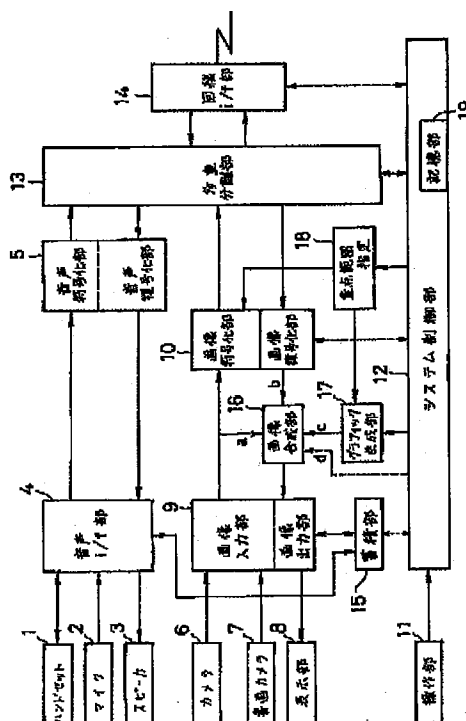 1
ハンドセット
2
マイク
3
スピーカ
4
音声
i/f部
5
音声
符号化部
音声
復号化部
6
カメラ
7
書画カメラ
8
表示部
9
画像
入力部
画像
出力部
10
画像
符号化部
画像
復号化部
a
b
c
d
16
画像
合成部
17
グラフィック
生成部
18
重点範囲
指定
15
蓄積部
11
操作部
12
システム制御部
19
記憶部
13
多重
分離部
14
回線
i/f部